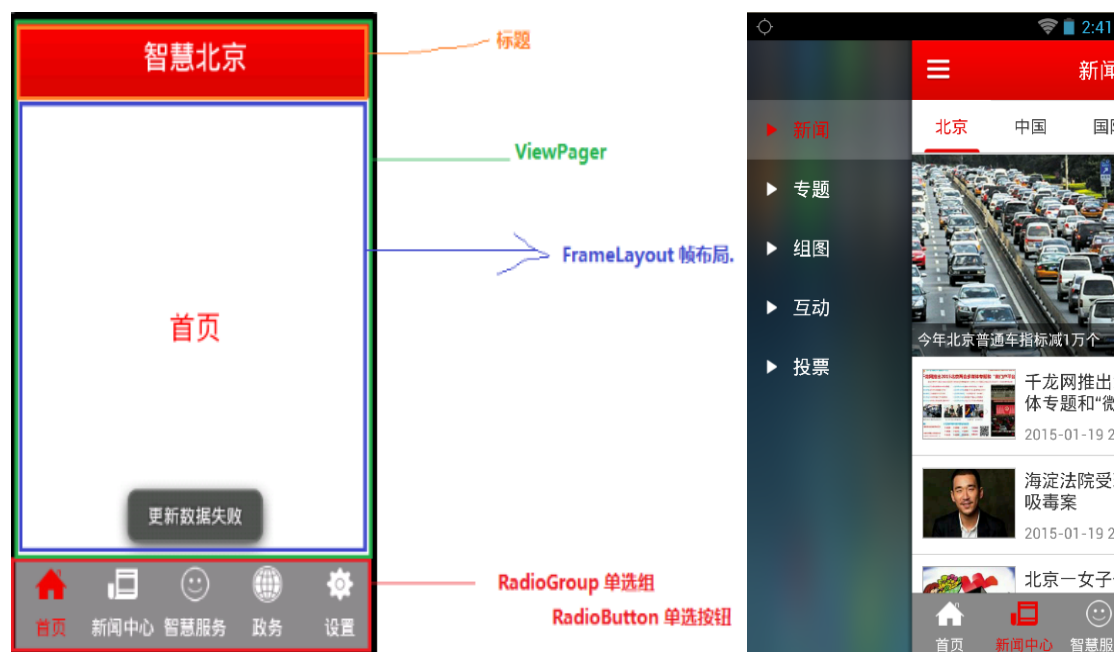 智慧北京
标题
ViewPager
FrameLayout 帧布局.
首页
更新数据失败
RadioGroup 单选组
RadioButton 单选按钮
首页
新闻中心
智慧服务
政务
设置
2:41
新闻
新闻
专题
组图
互动
投票
北京
中国
今年北京普通车指标减1万个
千龙网推出
体专题和“微
2015-01-19 2
海淀法院受
吸毒案
2015-01-19 2
北京一女子
首页
新闻中心
智慧服